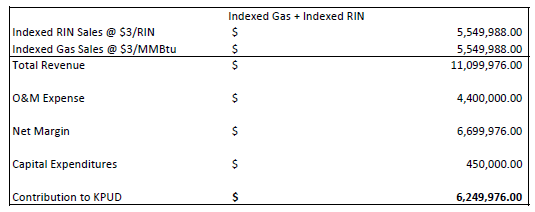 Indexed Gas + Indexed RIN
Indexed RIN Sales @ $3/RIN $ 5,549,988.00
Indexed Gas Sales @ $3/MMBtu $ 5,549,988.00
Total Revenue $ 11,099,976.00
O&M Expense $ 4,400,000.00
Net Margin $ 6,699,976.00
Capital Expenditures $ 450,000.00
Contribution to KPUD $ 6,249,976.00